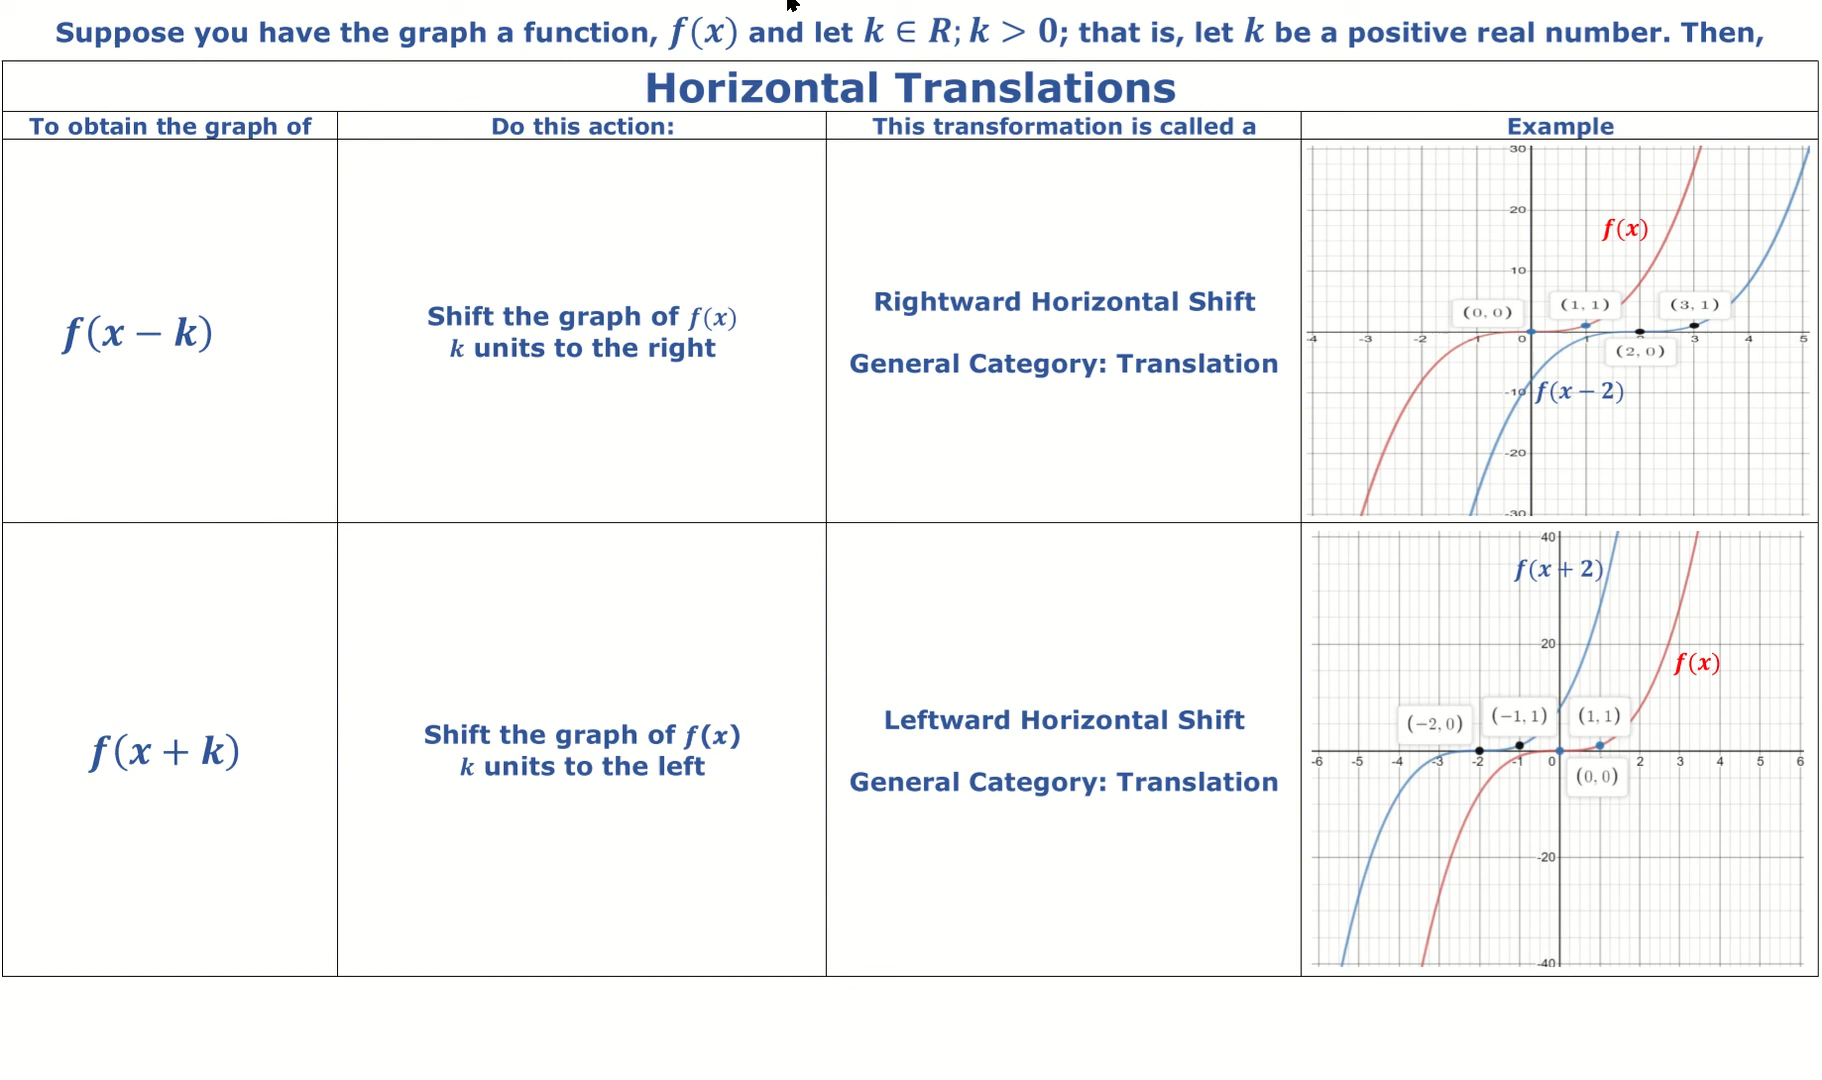 Suppose you have the graph a function, f(x) and let k ∈ R; k > 0; that is, let k be a positive real number. Then,
Horizontal Translations
To obtain the graph of
Do this action:
This transformation is called a
Example
f(x − k)
Shift the graph of f(x)
k units to the right
Rightward Horizontal Shift
General Category: Translation
30
20
f(x)
10
(0, 0)
(1, 1)
(3, 1)
-4 -3 -2 -1 0 1 3 4 5
(2, 0)
-10
f(x − 2)
-20
-30
f(x + k)
Shift the graph of f(x)
k units to the left
Leftward Horizontal Shift
General Category: Translation
40
f(x + 2)
20
f(x)
(−2, 0)
(−1, 1)
(1, 1)
-6 -5 -4 -3 -2 -1 0 2 3 4 5 6
(0, 0)
-20
-40